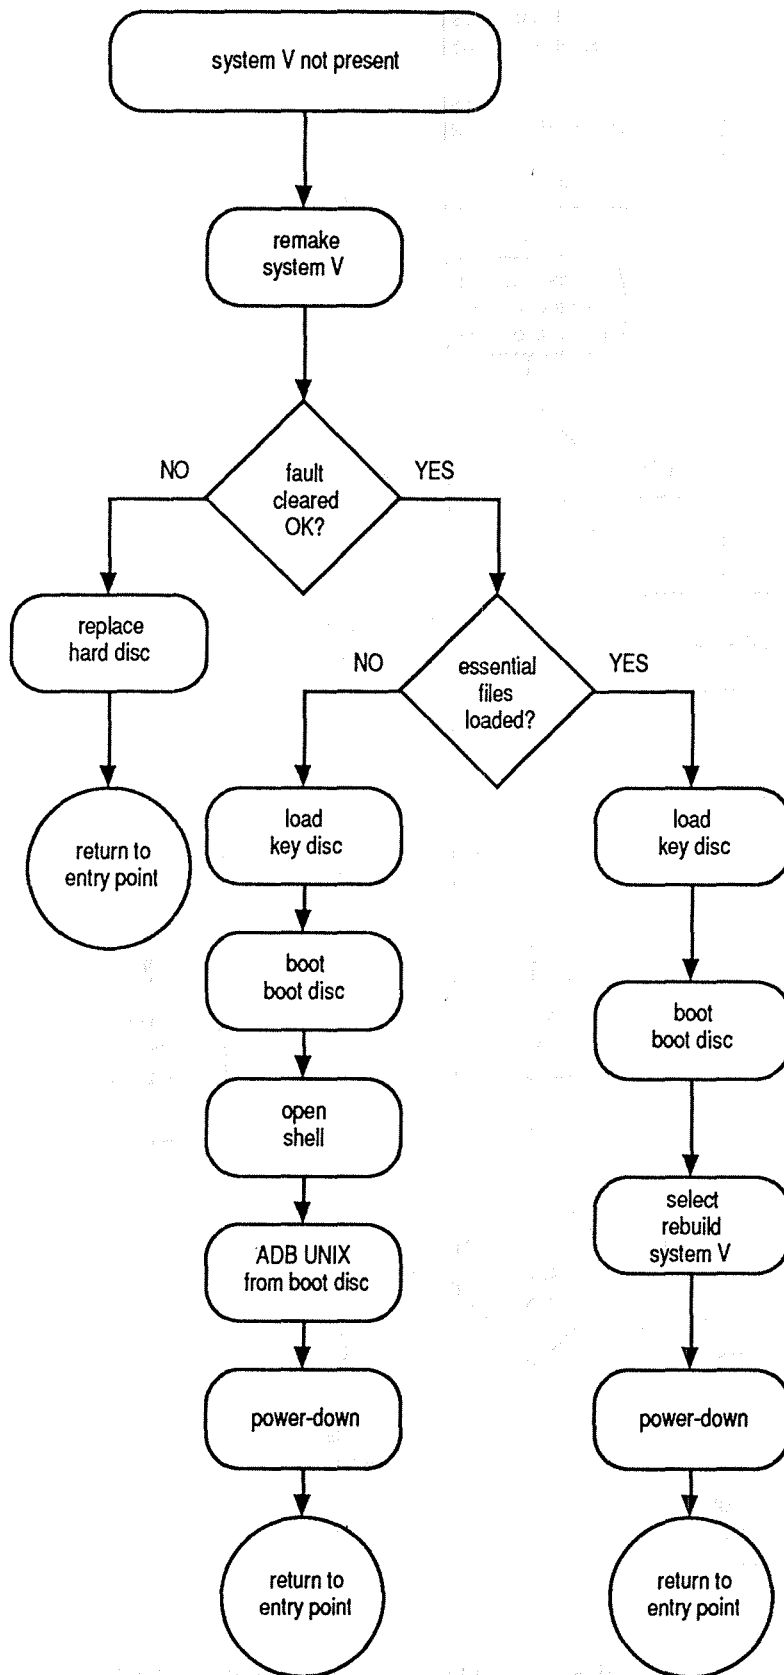 system V not present
remake
system V
NO
fault
cleared
OK?
YES
replace
hard disc
NO
essential
files
loaded?
YES
return to
entry point
load
key disc
load
key disc
boot
boot disc
boot
boot disc
open
shell
select
rebuild
system V
ADB UNIX
from boot disc
power-down
power-down
return to
entry point
return to
entry point